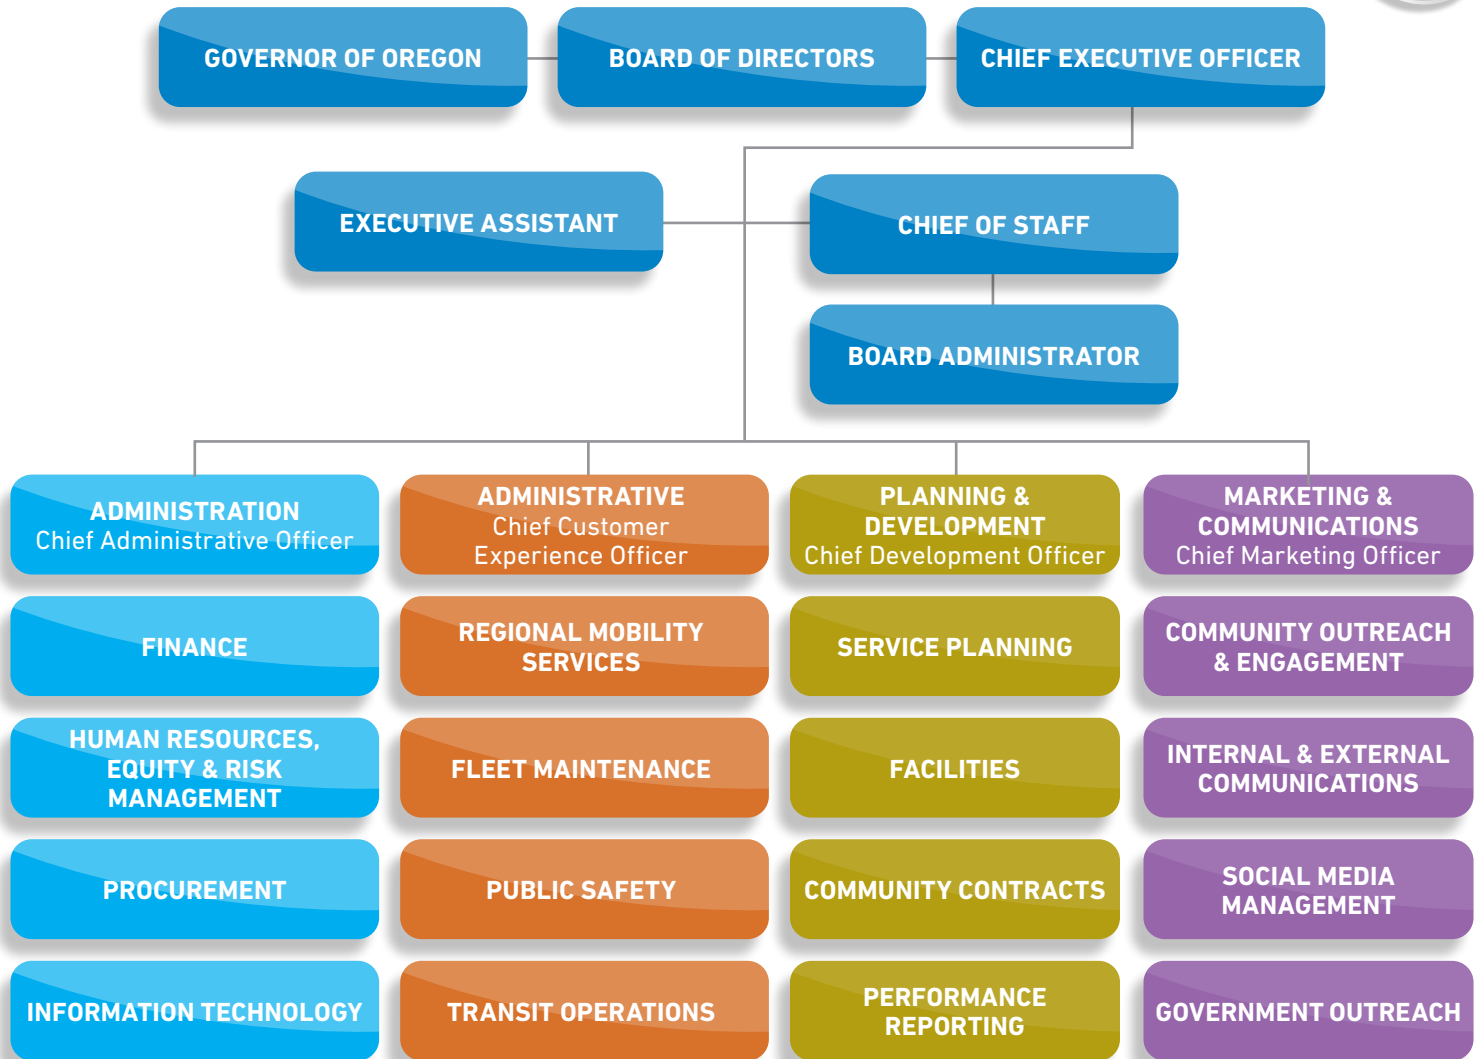 GOVERNOR OF OREGON
BOARD OF DIRECTORS
CHIEF EXECUTIVE OFFICER
EXECUTIVE ASSISTANT
CHIEF OF STAFF
BOARD ADMINISTRATOR
ADMINISTRATION
Chief Administrative Officer
ADMINISTRATIVE
Chief Customer
Experience Officer
PLANNING &
DEVELOPMENT
Chief Development Officer
MARKETING &
COMMUNICATIONS
Chief Marketing Officer
FINANCE
REGIONAL MOBILITY
SERVICES
SERVICE PLANNING
COMMUNITY OUTREACH
& ENGAGEMENT
HUMAN RESOURCES,
EQUITY & RISK
MANAGEMENT
FLEET MAINTENANCE
FACILITIES
INTERNAL & EXTERNAL
COMMUNICATIONS
PROCUREMENT
PUBLIC SAFETY
COMMUNITY CONTRACTS
SOCIAL MEDIA
MANAGEMENT
INFORMATION TECHNOLOGY
TRANSIT OPERATIONS
PERFORMANCE
REPORTING
GOVERNMENT OUTREACH